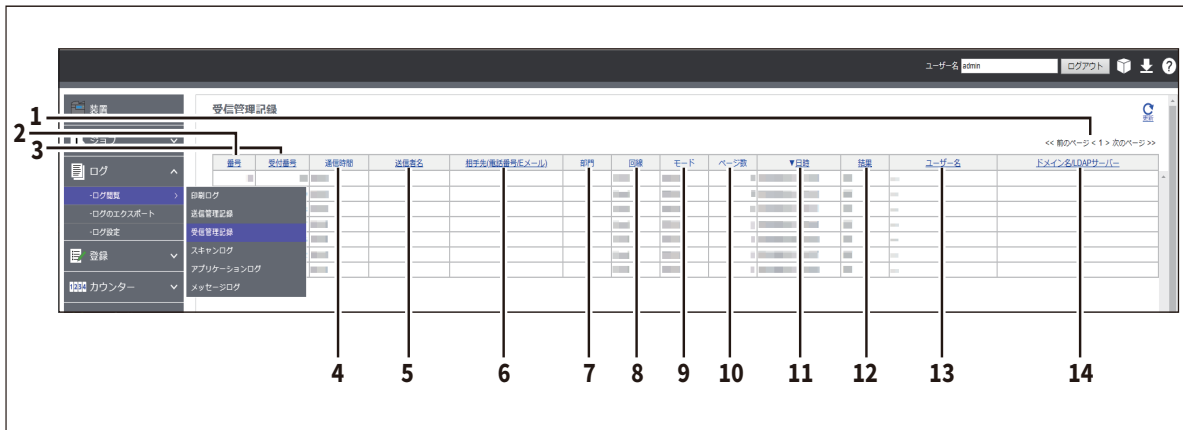 ユーザー名 admin ログアウト
装置
受信管理記録
更新
1
2
ジョブ
<< 前のページ < 1 > 次のページ >>
3
番号 受付番号 通信時間 送信者名 相手先(電話番号/Eメール) 部門 回線 モード ページ数 ▼日時 結果 ユーザー名 ドメイン名/LDAPサーバー
ログ
-ログ閲覧
印刷ログ
-ログのエクスポート
送信管理記録
-ログ設定
受信管理記録
登録
スキャンログ
アプリケーションログ
カウンター
メッセージログ
4 5 6 7 8 9 10 11 12 13 14